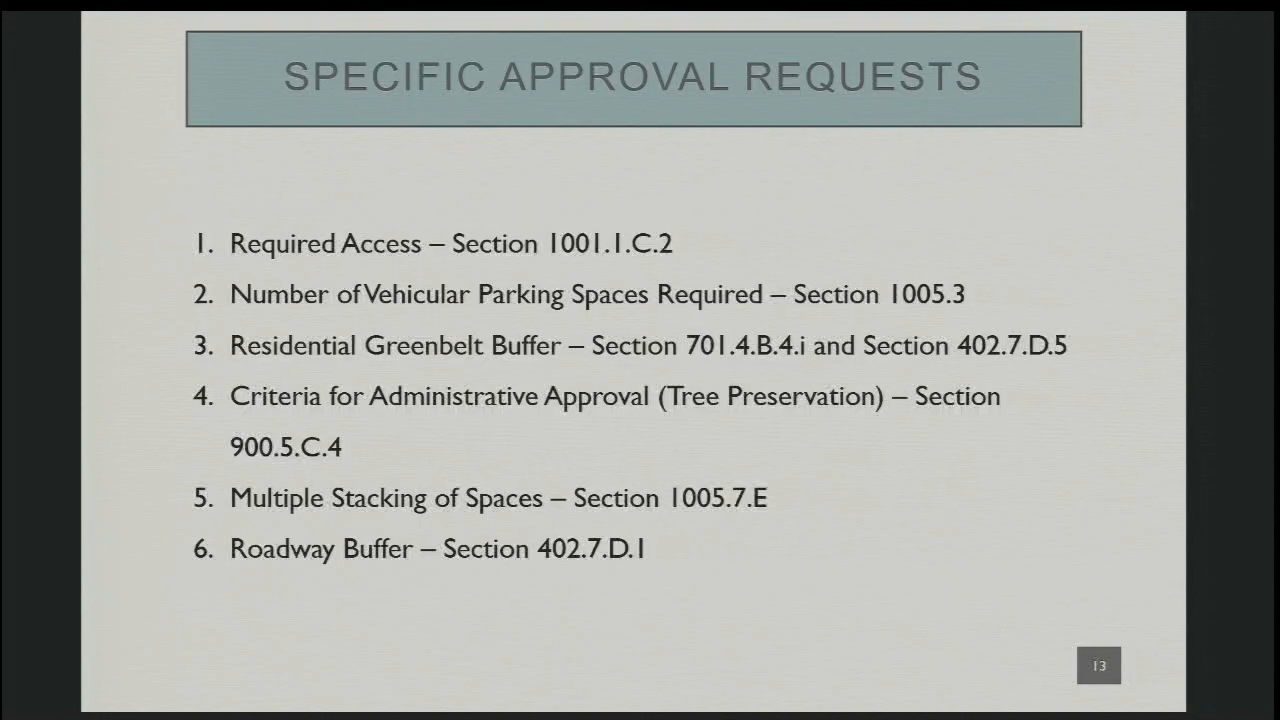 SPECIFIC APPROVAL REQUESTS
1. Required Access – Section 1001.1.C.2
2. Number of Vehicular Parking Spaces Required – Section 1005.3
3. Residential Greenbelt Buffer – Section 701.4.B.4.i and Section 402.7.D.5
4. Criteria for Administrative Approval (Tree Preservation) – Section
900.5.C.4
5. Multiple Stacking of Spaces – Section 1005.7.E
6. Roadway Buffer – Section 402.7.D.1
13